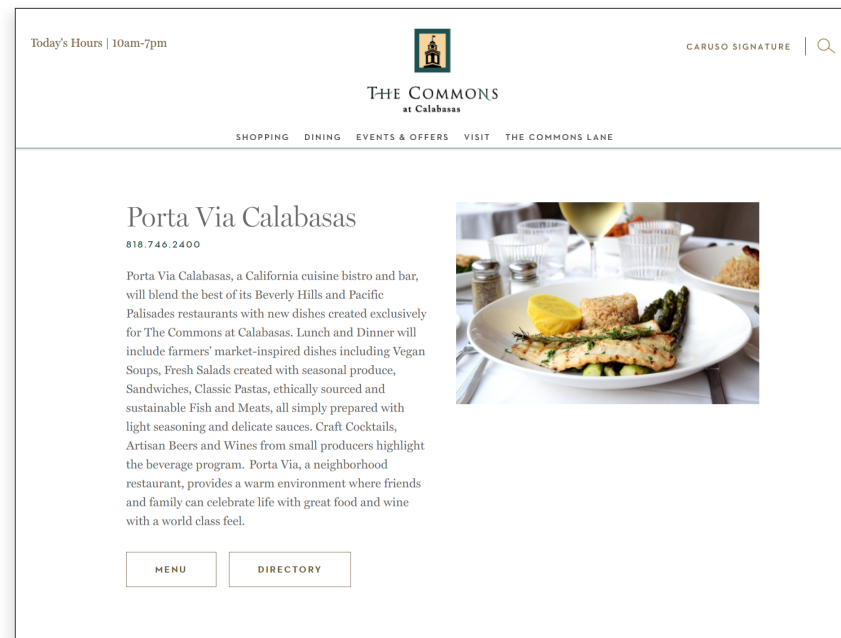 Today's Hours | 10am-7pm
CARUSO SIGNATURE
THE COMMONS
at Calabasas
SHOPPING DINING EVENTS & OFFERS VISIT THE COMMONS LANE
Porta Via Calabasas
818.746.2400
Porta Via Calabasas, a California cuisine bistro and bar,
will blend the best of its Beverly Hills and Pacific
Palisades restaurants with new dishes created exclusively
for The Commons at Calabasas. Lunch and Dinner will
include farmers' market-inspired dishes including Vegan
Soups, Fresh Salads created with seasonal produce,
Sandwiches, Classic Pastas, ethically sourced and
sustainable Fish and Meats, all simply prepared with
light seasoning and delicate sauces. Craft Cocktails,
Artisan Beers and Wines from small producers highlight
the beverage program. Porta Via, a neighborhood
restaurant, provides a warm environment where friends
and family can celebrate life with great food and wine
with a world class feel.
MENU DIRECTORY